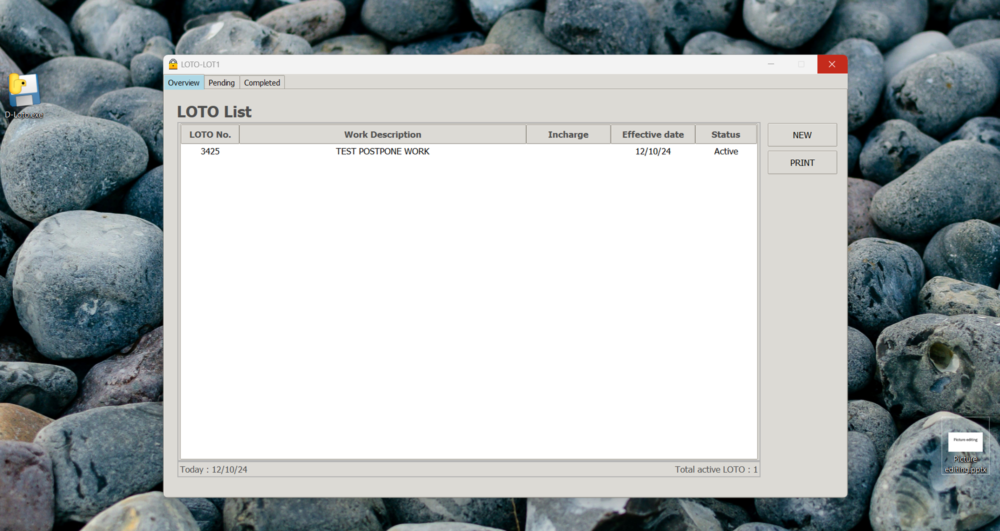 LOTO-LOT1
Overview Pending Completed
D-Loto.exe
LOTO List
LOTO No. Work Description Incharge Effective date Status
3425 TEST POSTPONE WORK 12/10/24 Active
NEW
PRINT
Picture editing
Picture
editing.pptx
Today : 12/10/24 Total active LOTO : 1